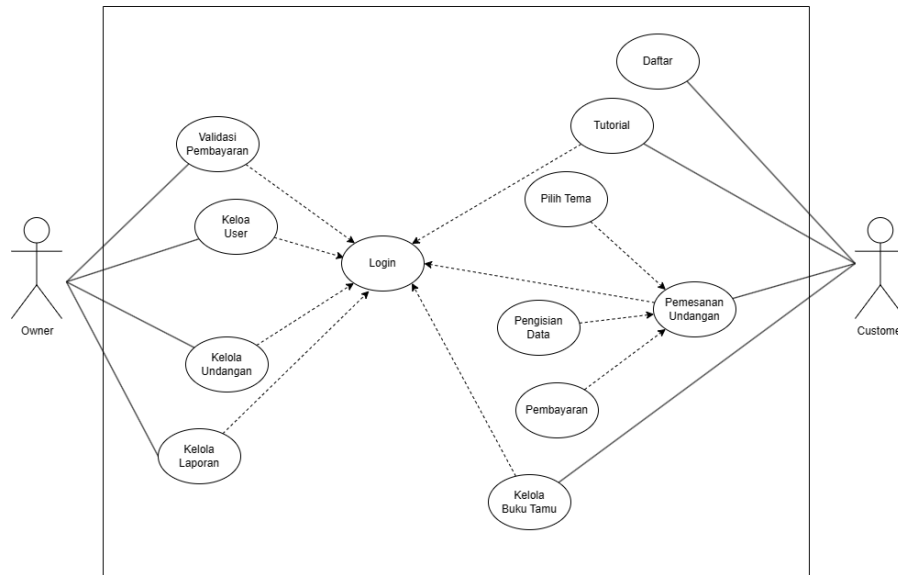 Daftar
Tutorial
Validasi
Pembayaran
Pilih Tema
Keloa
User
Login
Pemesanan
Undangan
Pengisian
Data
Owner
Custome
Kelola
Undangan
Pembayaran
Kelola
Laporan
Kelola
Buku Tamu